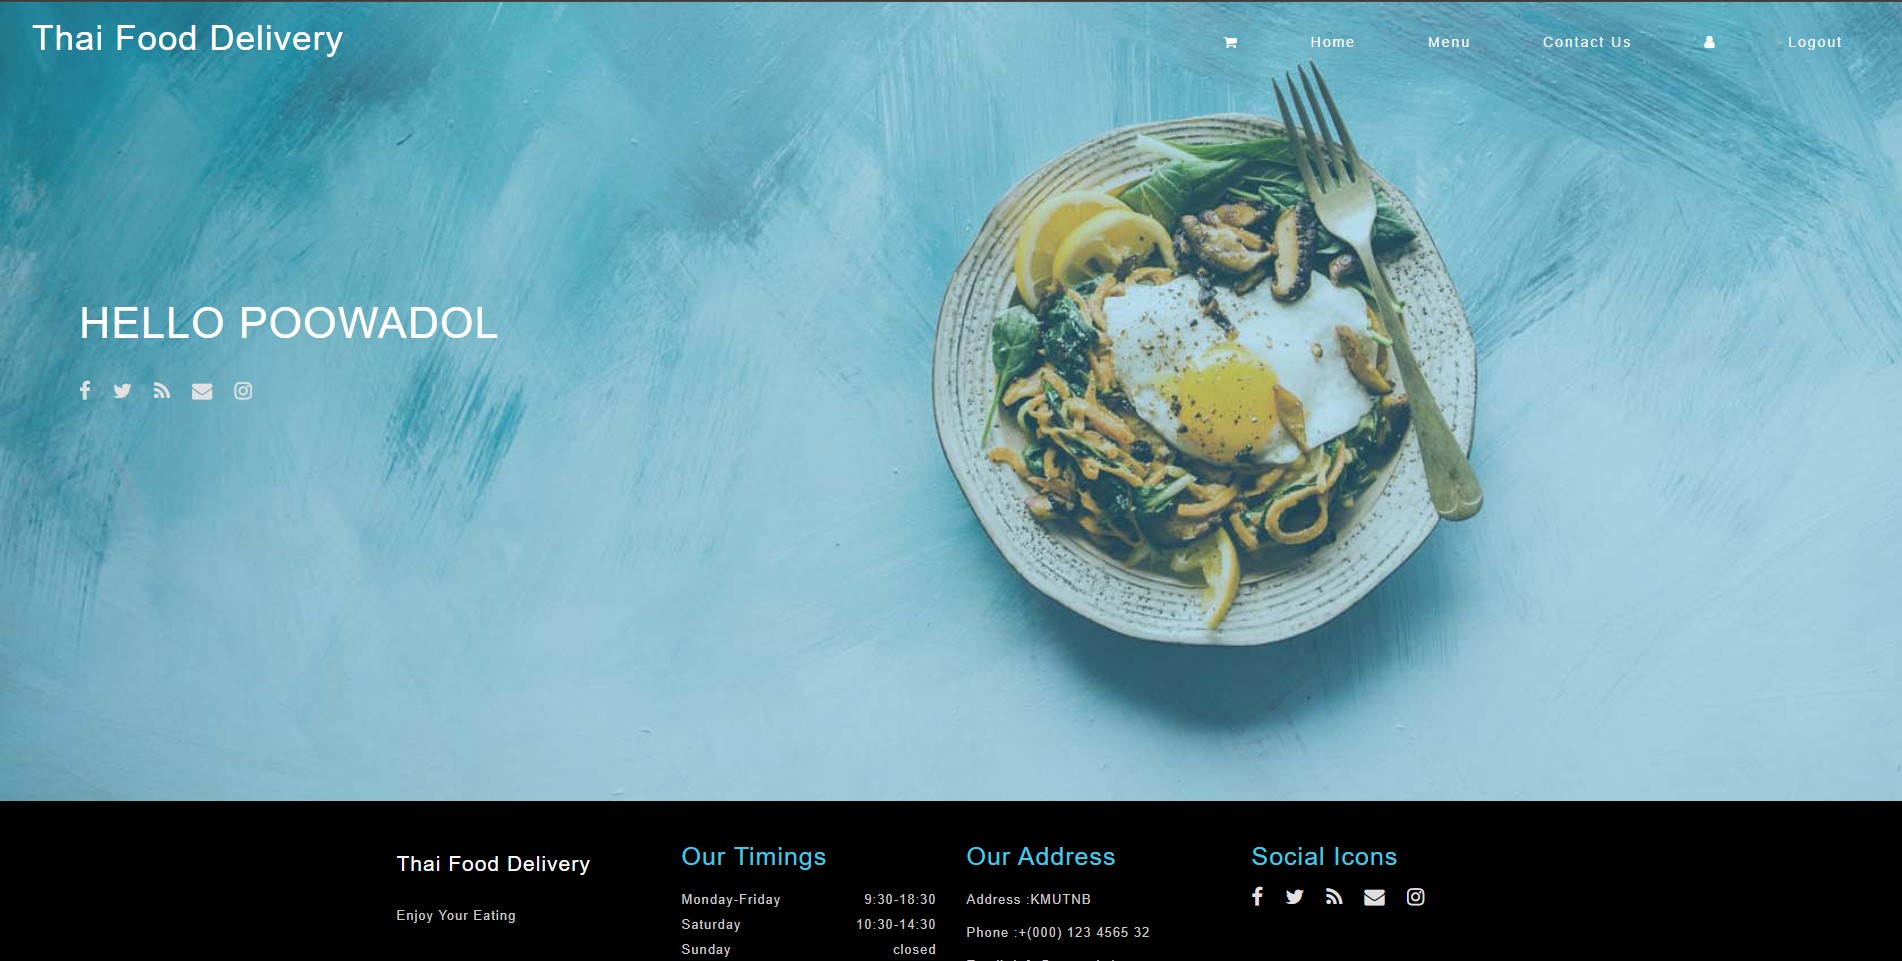 Thai Food Delivery
Home Menu Contact Us Logout
HELLO POOWADOL
Thai Food Delivery
Enjoy Your Eating
Our Timings
Monday-Friday 9:30-18:30
Saturday 10:30-14:30
Sunday closed
Our Address
Address :KMUTNB
Phone :+(000) 123 4565 32
Social Icons